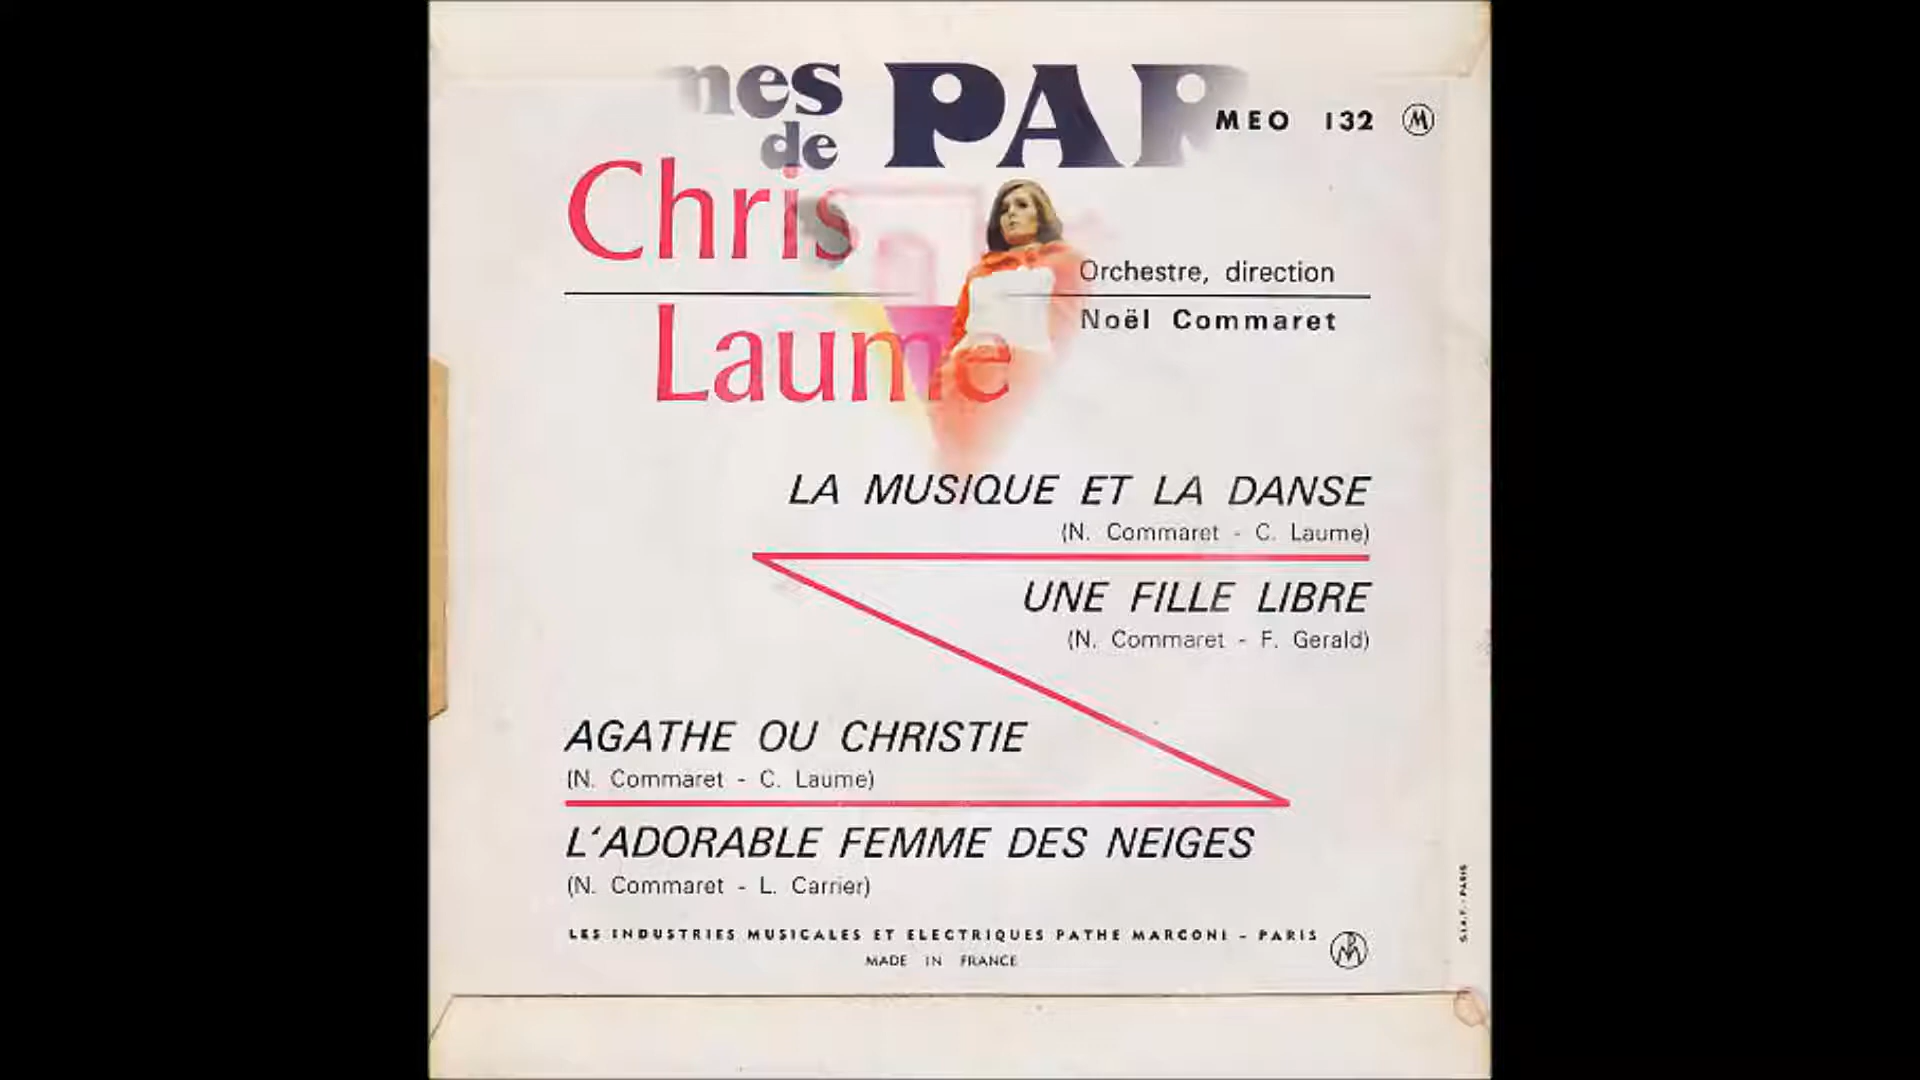 nes
de PAR
MEO 132
Chris
Laume
Orchestre, direction
Noël Commaret
LA MUSIQUE ET LA DANSE
(N. Commaret - C. Laume)
UNE FILLE LIBRE
(N. Commaret - F. Gerald)
AGATHE OU CHRISTIE
(N. Commaret - C. Laume)
L'ADORABLE FEMME DES NEIGES
(N. Commaret - L. Carrier)
LES INDUSTRIES MUSICALES ET ELECTRIQUES PATHE MARCONI - PARIS
MADE IN FRANCE
S.I.A.F. - PARIS